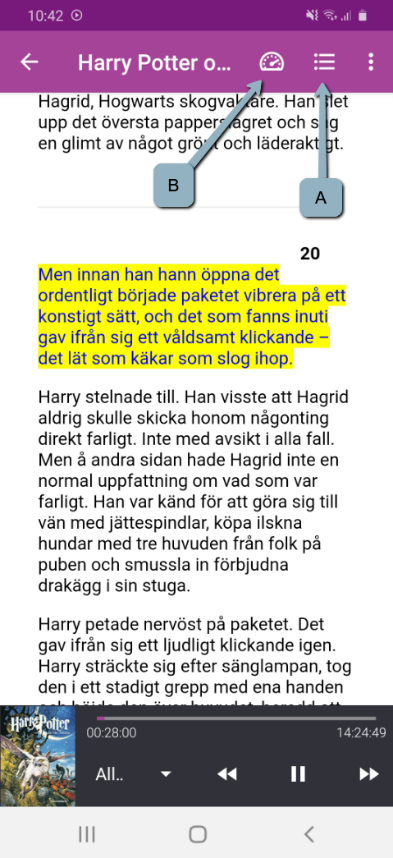 10:42
Harry Potter o...
Hagrid, Hogwarts skogvaktare. Han slet
upp det översta papperslagret och såg
en glimt av något grönt och läderaktigt.
B
A
20
Men innan han hann öppna det
ordentligt började paketet vibrera på ett
konstigt sätt, och det som fanns inuti
gav ifrån sig ett våldsamt klickande –
det lät som käkar som slog ihop.
Harry stelnade till. Han visste att Hagrid
aldrig skulle skicka honom någonting
direkt farligt. Inte med avsikt i alla fall.
Men å andra sidan hade Hagrid inte en
normal uppfattning om vad som var
farligt. Han var känd för att göra sig till
vän med jättespindlar, köpa ilskna
hundar med tre huvuden från folk på
puben och smussla in förbjudna
drakägg i sin stuga.
Harry petade nervöst på paketet. Det
gav ifrån sig ett ljudligt klickande igen.
Harry sträckte sig efter sänglampan, tog
den i ett stadigt grepp med ena handen
Harry Potter
00:28:00
14:24:49
All..